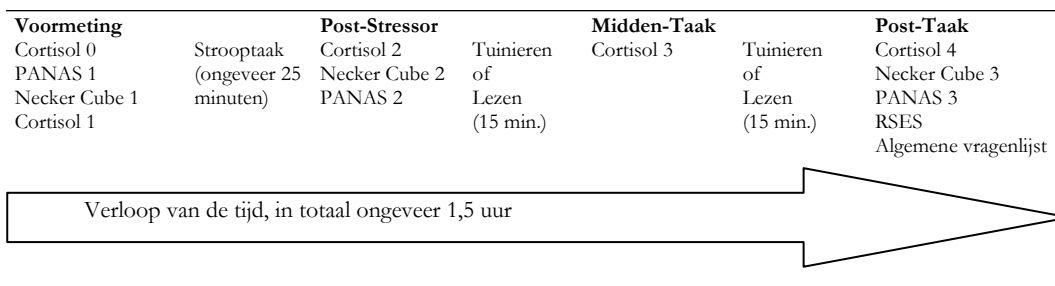 Voormeting Post-Stressor Midden-Taak Post-Taak
Cortisol 0 Strooptaak Cortisol 2 Tuinieren Cortisol 3 Tuinieren Cortisol 4
PANAS 1 (ongeveer 25 Necker Cube 2 of of Necker Cube 3
Necker Cube 1 minuten) PANAS 2 Lezen Lezen PANAS 3
Cortisol 1 (15 min.) (15 min.) RSES
Algemene vragenlijst
Verloop van de tijd, in totaal ongeveer 1,5 uur